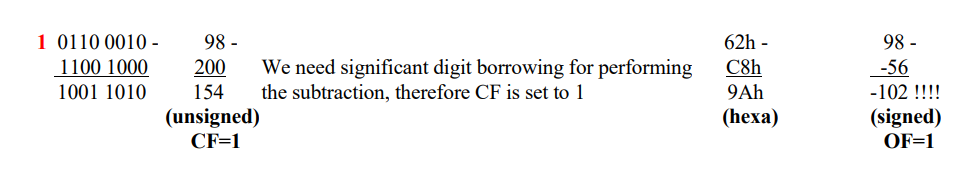 1 0110 0010 - 98 - 62h - 98 -
1100 1000 200 We need significant digit borrowing for performing C8h -56
1001 1010 154 the subtraction, therefore CF is set to 1 9Ah -102 !!!!
(unsigned) (hexa) (signed)
CF=1 OF=1